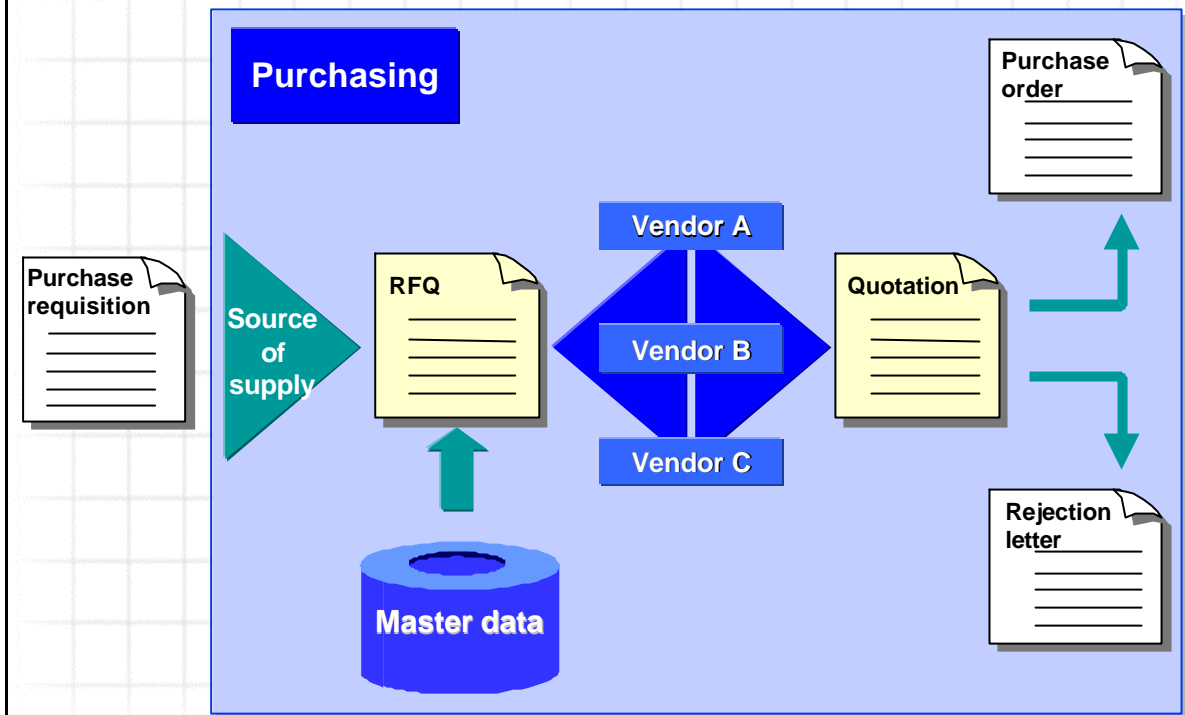 Purchasing
Purchase
requisition
Source
of
supply
RFQ
Master data
Vendor A
Vendor B
Vendor C
Quotation
Purchase
order
Rejection
letter